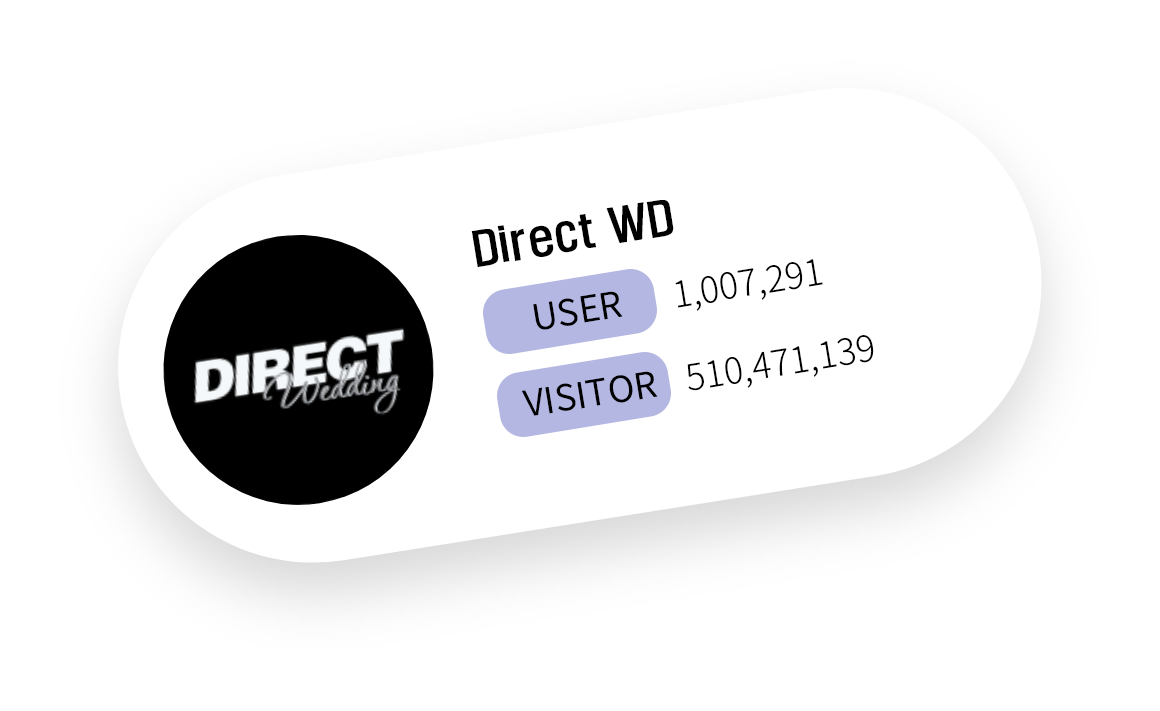 DIRECT
Wedding
Direct WD
USER 1,007,291
VISITOR 510,471,139